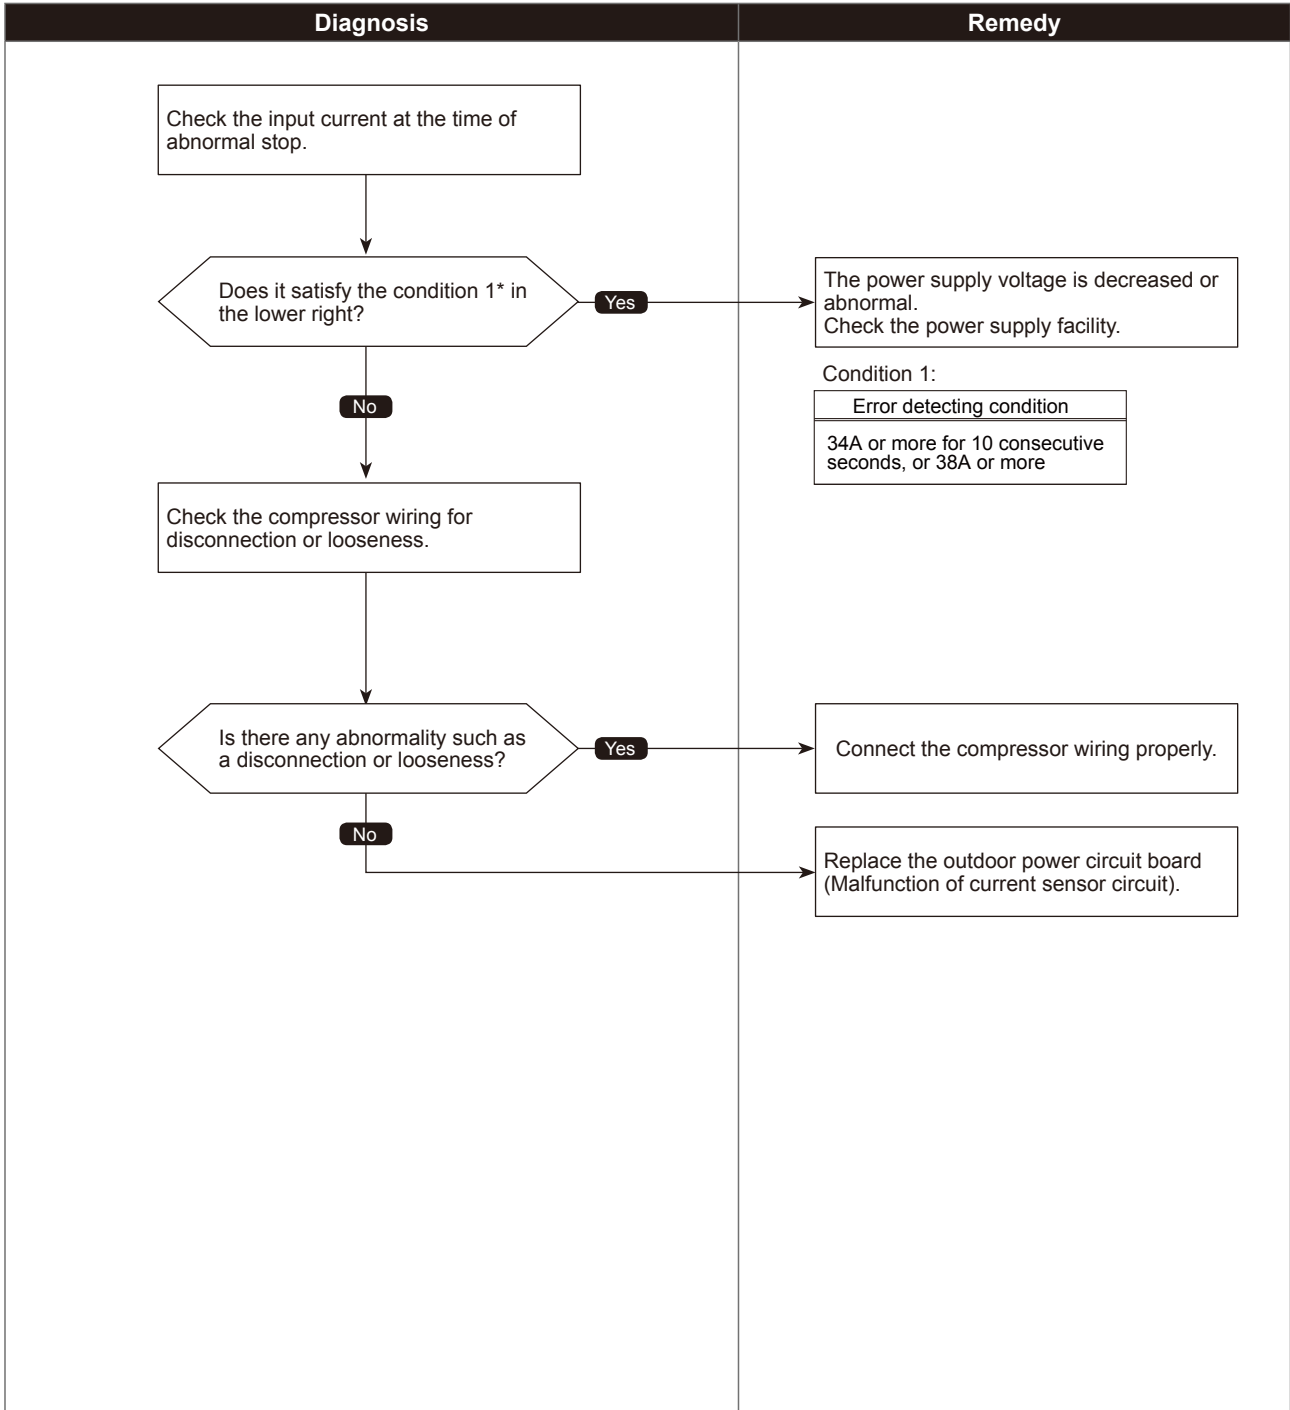 Diagnosis
Remedy
Check the input current at the time of
abnormal stop.
Does it satisfy the condition 1* in
the lower right?
Yes
The power supply voltage is decreased or
abnormal.
Check the power supply facility.
Condition 1:
Error detecting condition
34A or more for 10 consecutive
seconds, or 38A or more
No
Check the compressor wiring for
disconnection or looseness.
Is there any abnormality such as
a disconnection or looseness?
Yes
Connect the compressor wiring properly.
No
Replace the outdoor power circuit board
(Malfunction of current sensor circuit).